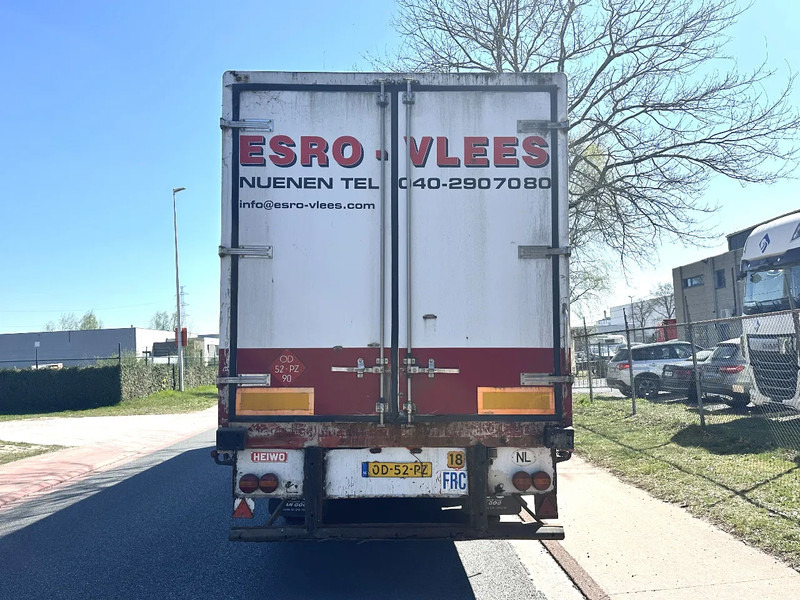 ESRO - VLEES
NUENEN TEL 040-2907080
info@esro-vlees.com
OD
52-PZ
90
HEIWO
OD-52-PZ
18
FRC
NL